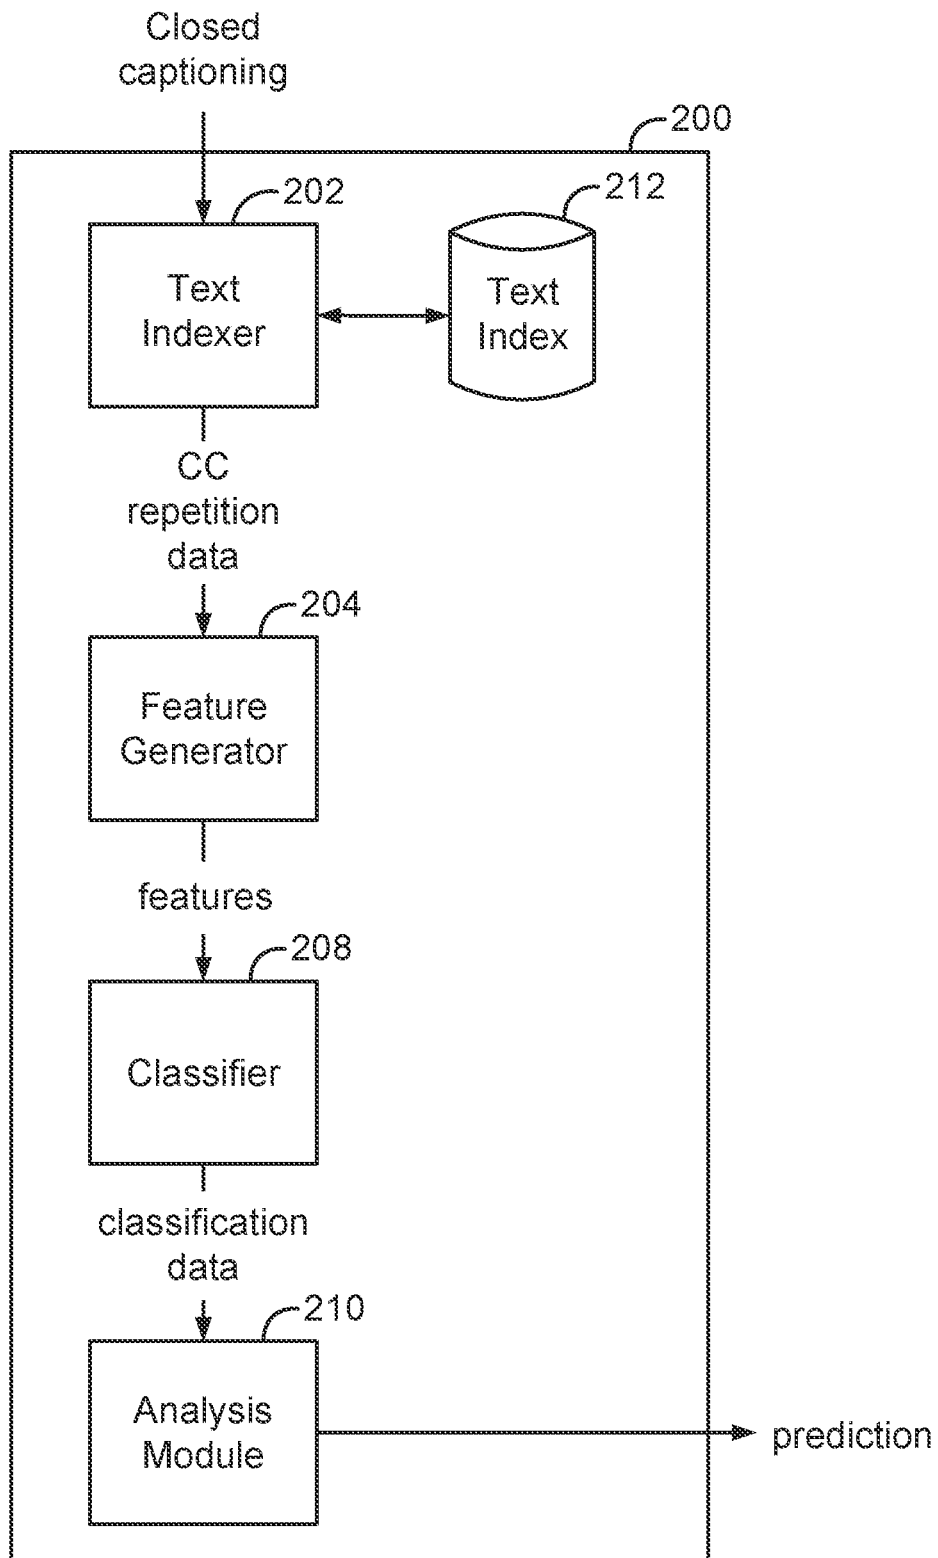 Closed
captioning
200
202
212
Text
Indexer
Text
Index
CC
repetition
data
204
Feature
Generator
features
208
Classifier
classification
data
210
Analysis
Module
prediction